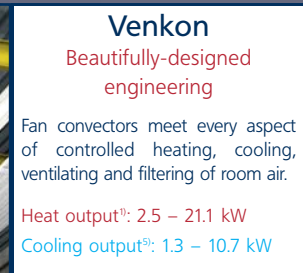 Venkon
Beautifully-designed
engineering
Fan convectors meet every aspect
of controlled heating, cooling,
ventilating and filtering of room air.
Heat output¹⁾: 2.5 – 21.1 kW
Cooling output⁵⁾: 1.3 – 10.7 kW